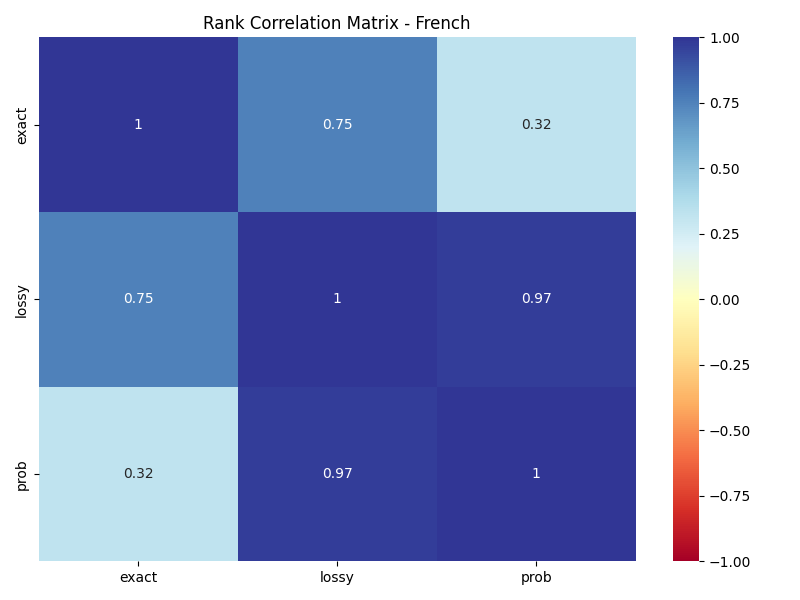 Rank Correlation Matrix - French
exact
1
0.75
0.32
lossy
0.75
1
0.97
prob
0.32
0.97
1
exact
lossy
prob
1.00
0.75
0.50
0.25
0.00
−0.25
−0.50
−0.75
−1.00